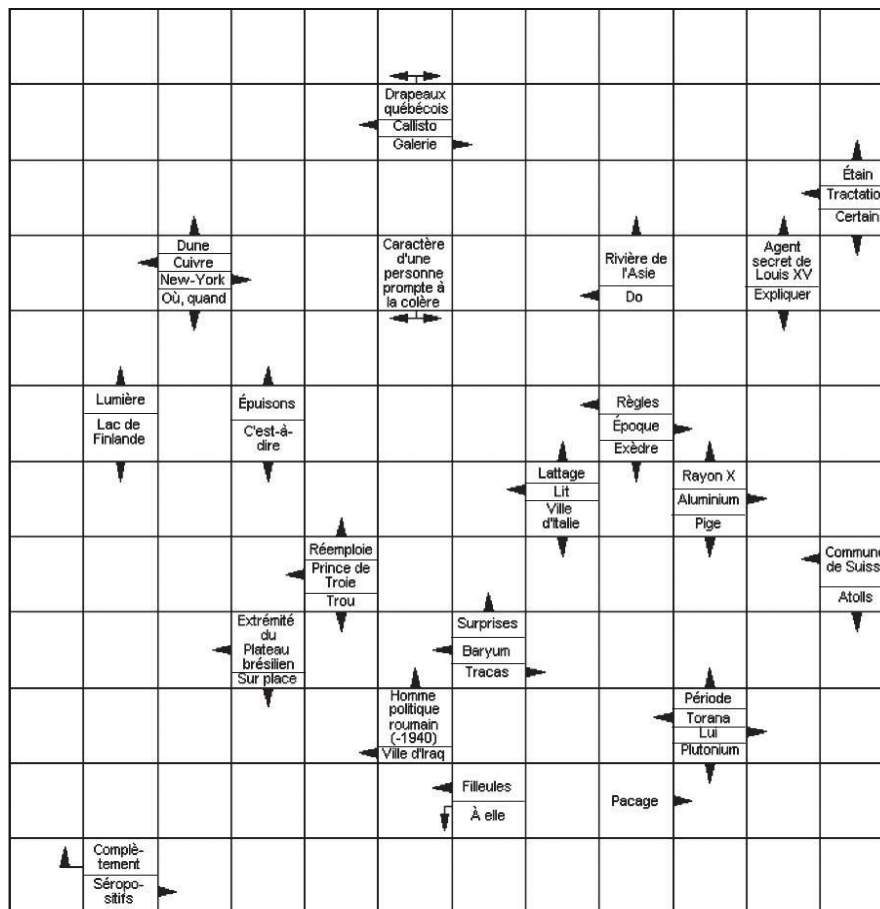 Drapeaux
québécois
Callisto
Galerie
Étain
Tractatio
Certain
Dune
Cuivre
New-York
Où, quand
Caractère
d'une
personne
prompte à
la colère
Rivière de
l'Asie
Do
Agent
secret de
Louis XV
Expliquer
Lumière
Lac de
Finlande
Épuisons
C'est-à-
dire
Règles
Époque
Exèdre
Lattage
Lit
Ville
d'Italie
Rayon X
Aluminium
Pige
Réemploie
Prince de
Troie
Trou
Commune
de Suiss
Atolls
Extrémité
du
Plateau
brésilien
Sur place
Surprises
Baryum
Tracas
Homme
politique
roumain
(-1940)
Ville d'Iraq
Période
Torana
Lui
Plutonium
Filleules
À elle
Pacage
Complè-
tement
Séropo-
sitifs